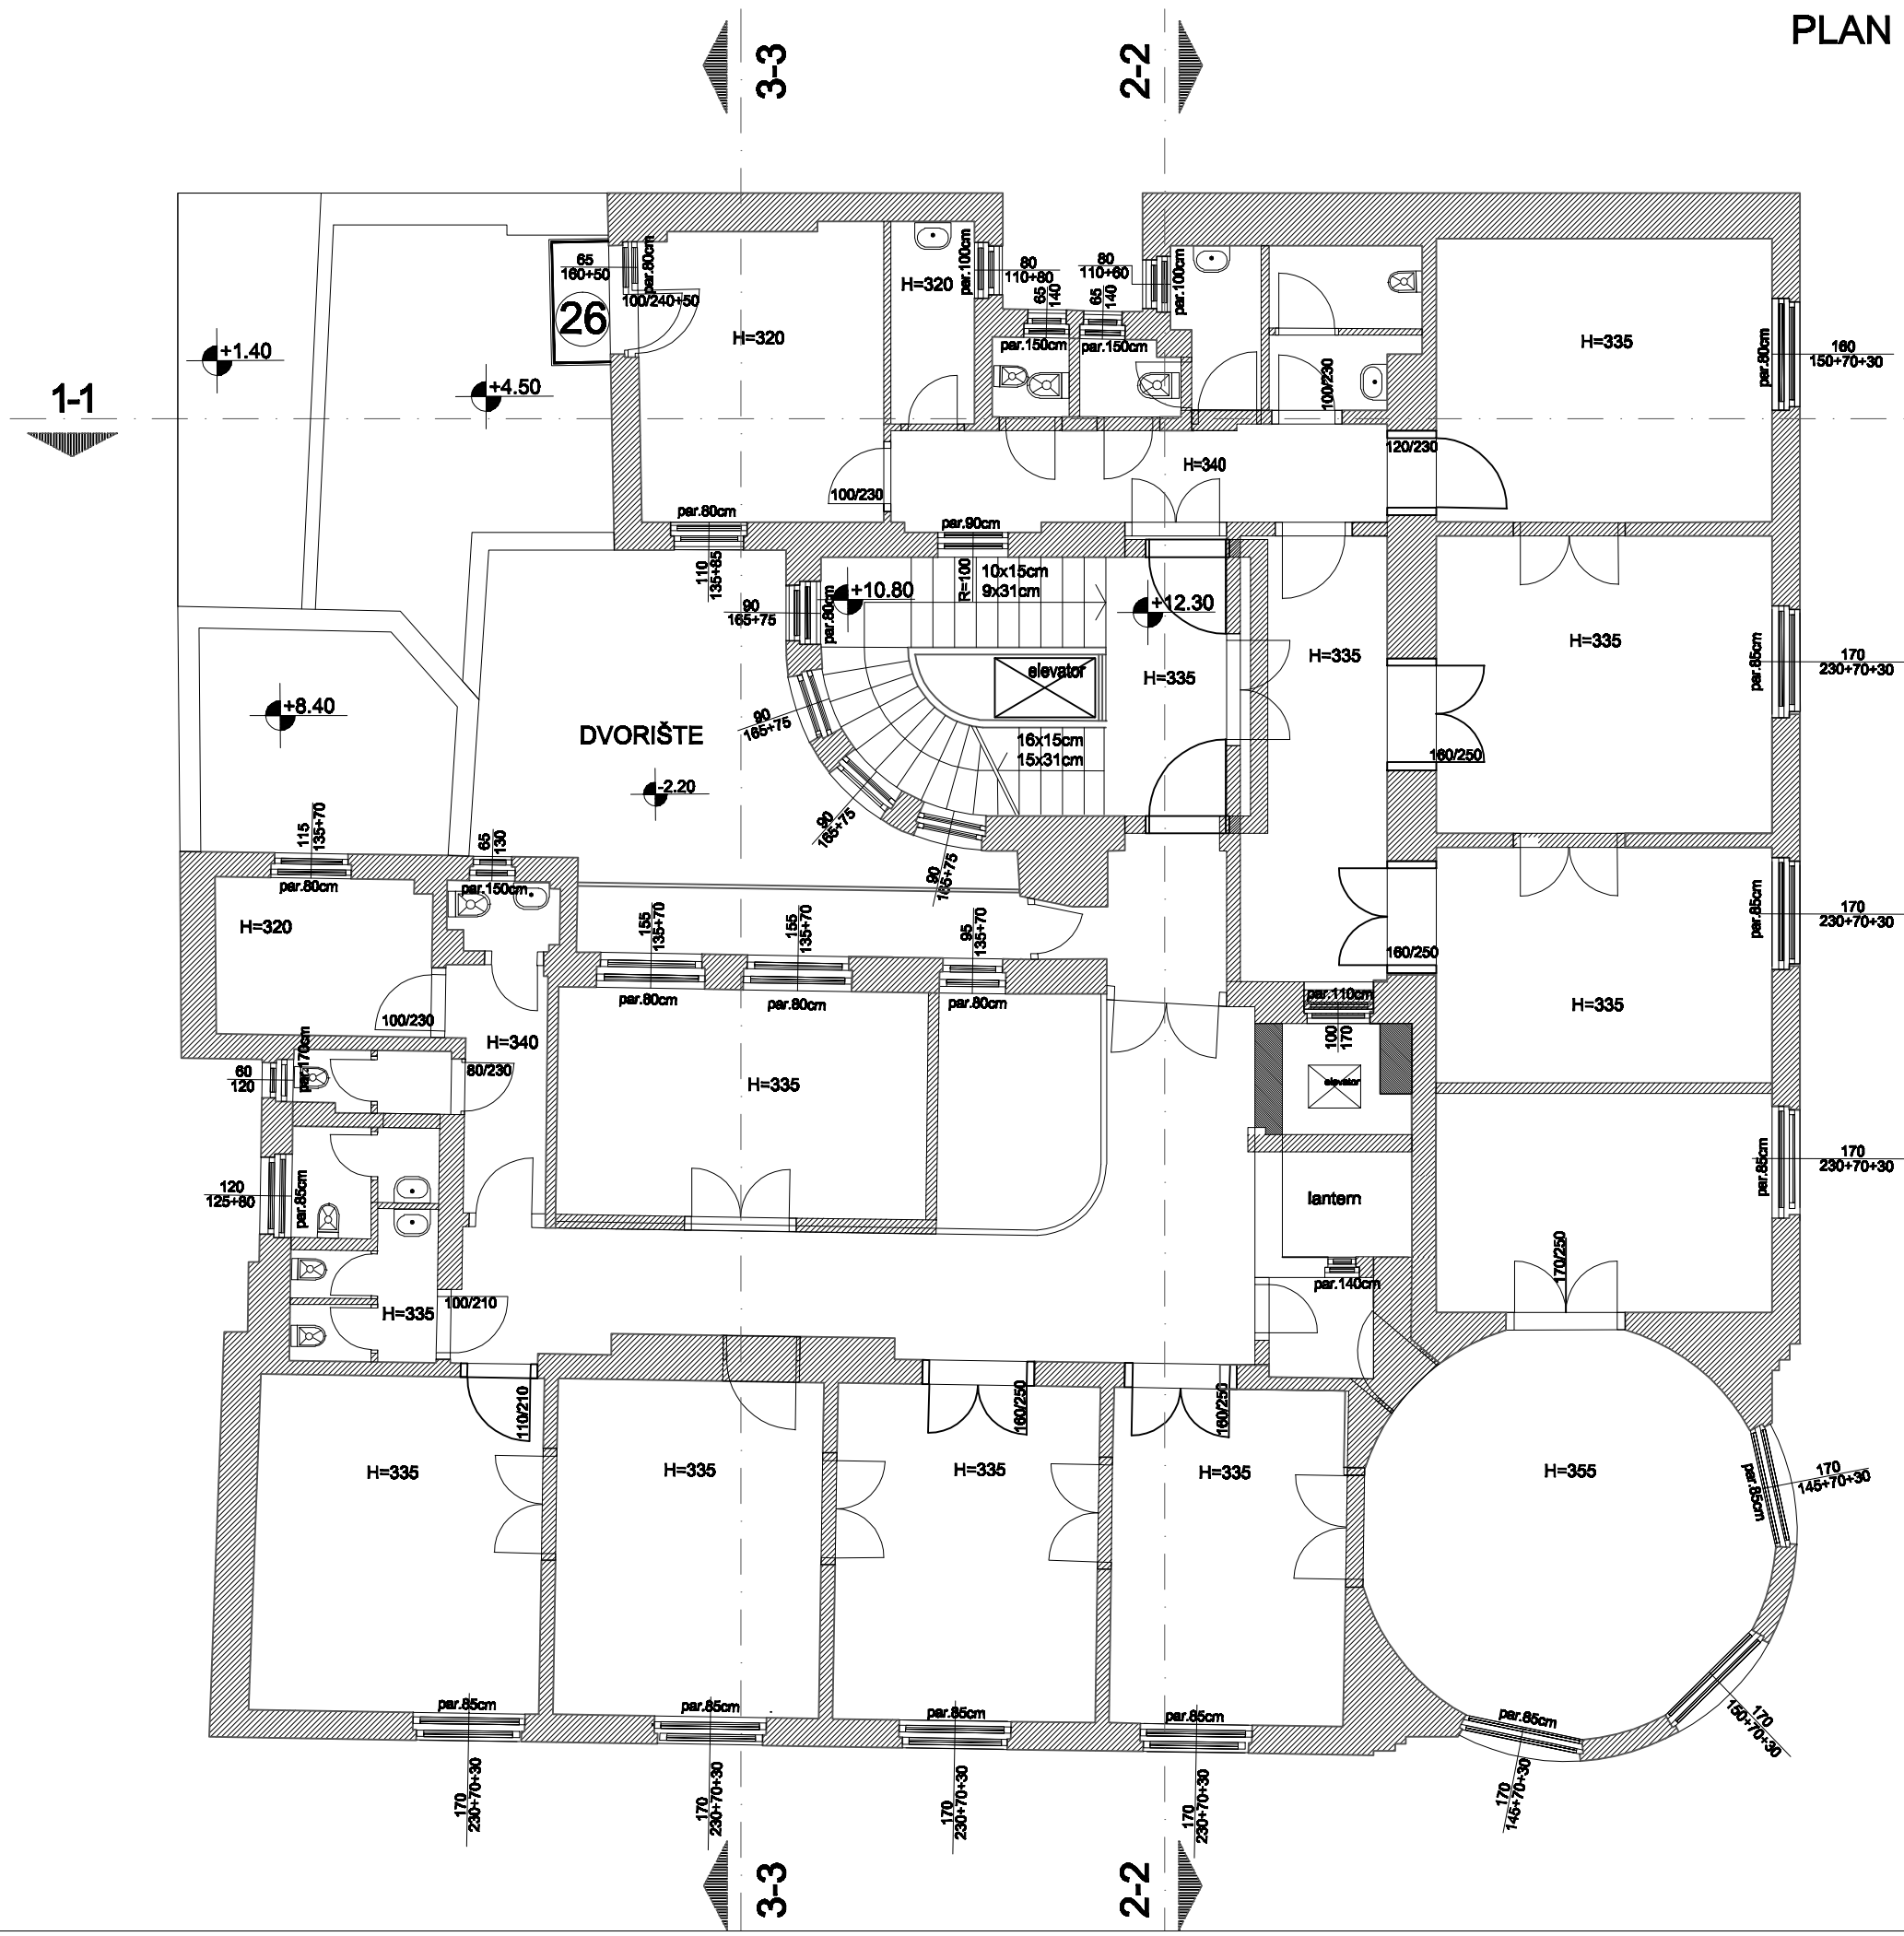 PLAN
3-3
2-2
1-1
+1.40
+4.50
65
160+50
par.80cm
100/240+50
26
H=320
H=320
par.100cm
80
110+80
80
110+60
par.100cm
65
140
65
140
par.150cm
par.150cm
100/230
H=335
par.80cm
160
150+70+30
120/230
H=340
100/230
par.80cm
110
135+85
par.90cm
R=100
10x15cm
9x31cm
+10.80
90
165+75
par.80cm
+12.30
H=335
H=335
H=335
par.85cm
170
230+70+30
elevator
16x15cm
15x31cm
90
165+75
90
165+75
90
165+75
160/250
+8.40
DVORIŠTE
-2.20
115
135+70
par.80cm
65
130
par.150cm
H=320
155
135+70
155
135+70
95
135+70
par.80cm
par.80cm
par.80cm
160/250
par.85cm
170
230+70+30
H=335
par.110cm
100
170
elevator
100/230
H=340
par.170cm
60
120
80/230
H=335
120
125+80
par.85cm
lantern
par.140cm
par.85cm
170
230+70+30
170/250
H=335
100/210
110/210
160/250
160/250
H=335
H=335
H=335
H=335
H=355
par.85cm
170
145+70+30
par.85cm
par.85cm
par.85cm
par.85cm
par.85cm
170
150+70+30
170
230+70+30
170
230+70+30
170
230+70+30
170
230+70+30
170
145+70+30
3-3
2-2